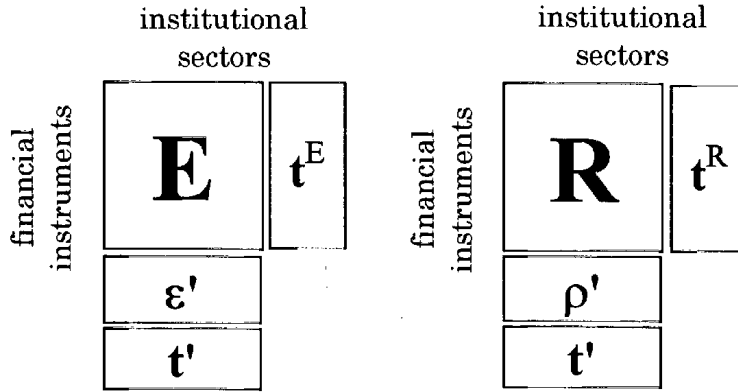 institutional
sectors
financial
instruments
E
t^E
ε'
t'
institutional
sectors
financial
instruments
R
t^R
ρ'
t'